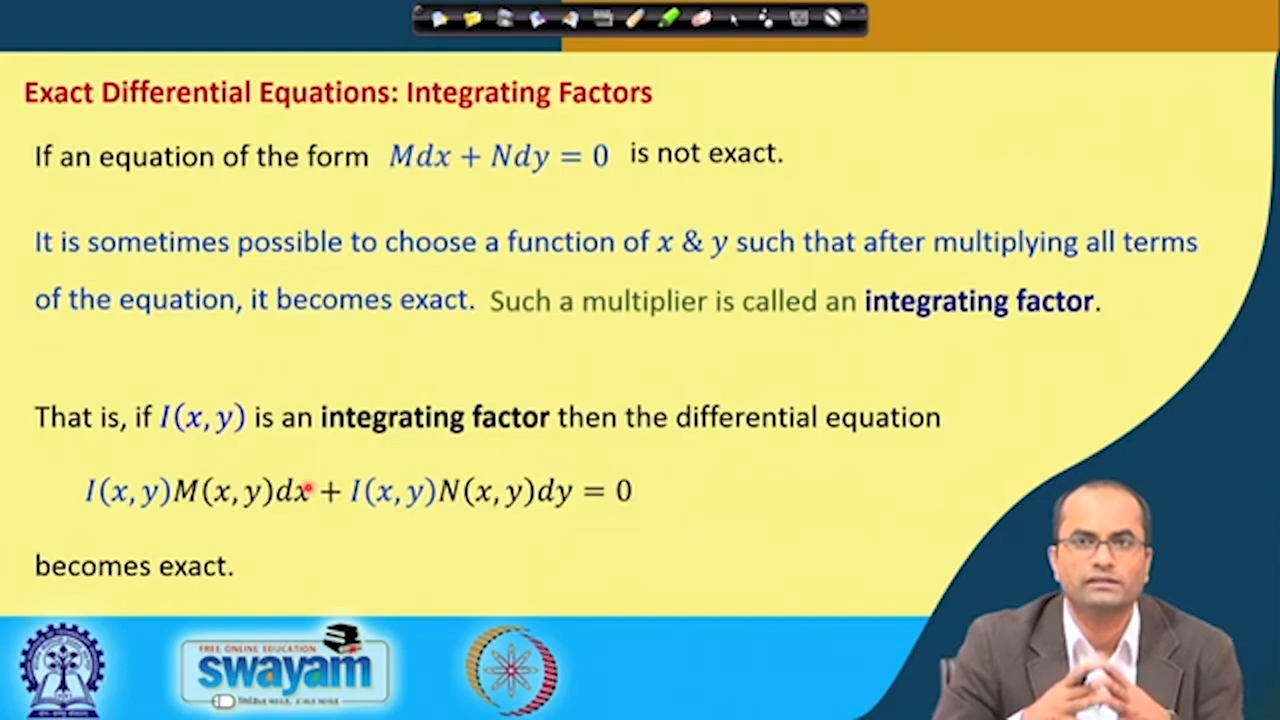 Exact Differential Equations: Integrating Factors
If an equation of the form Mdx + Ndy = 0 is not exact.
It is sometimes possible to choose a function of x & y such that after multiplying all terms
of the equation, it becomes exact. Such a multiplier is called an integrating factor.
That is, if I(x, y) is an integrating factor then the differential equation
I(x, y)M(x, y)dx + I(x, y)N(x, y)dy = 0
becomes exact.
FREE ONLINE EDUCATION
swayam